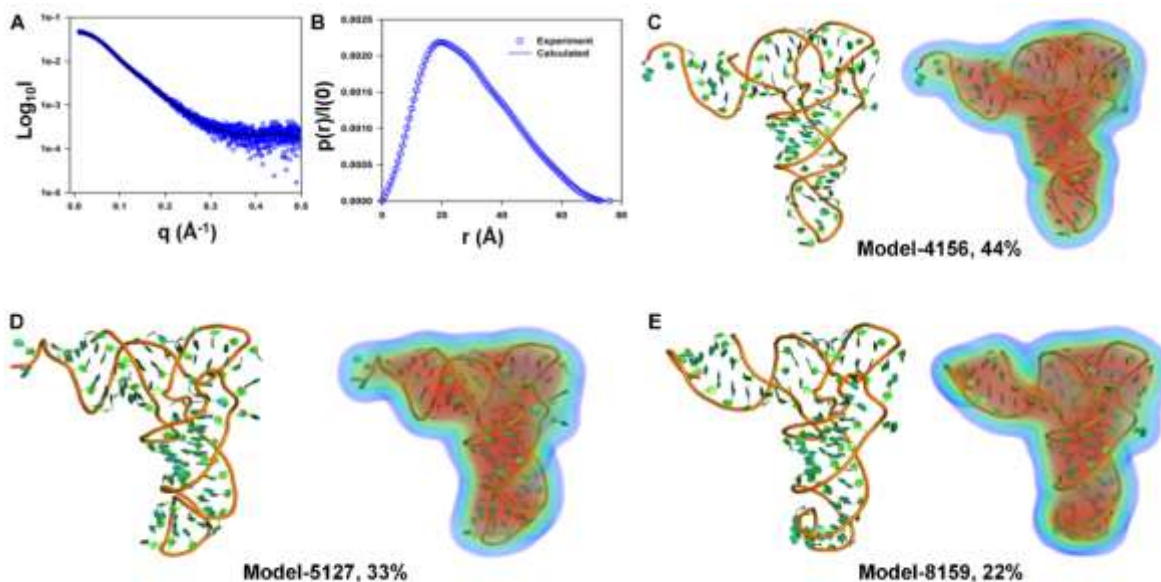 A
1e-1
1e-2
1e-3
1e-4
1e-5
Log10I
0.0 0.1 0.2 0.3 0.4 0.5
q (Å-1)
B
0.0025
0.0020
0.0015
0.0010
0.0005
0.0000
p(r)/I(0)
Experiment
Calculated
0 20 40 60 80
r (Å)
C
Model-4156, 44%
D
Model-5127, 33%
E
Model-8159, 22%